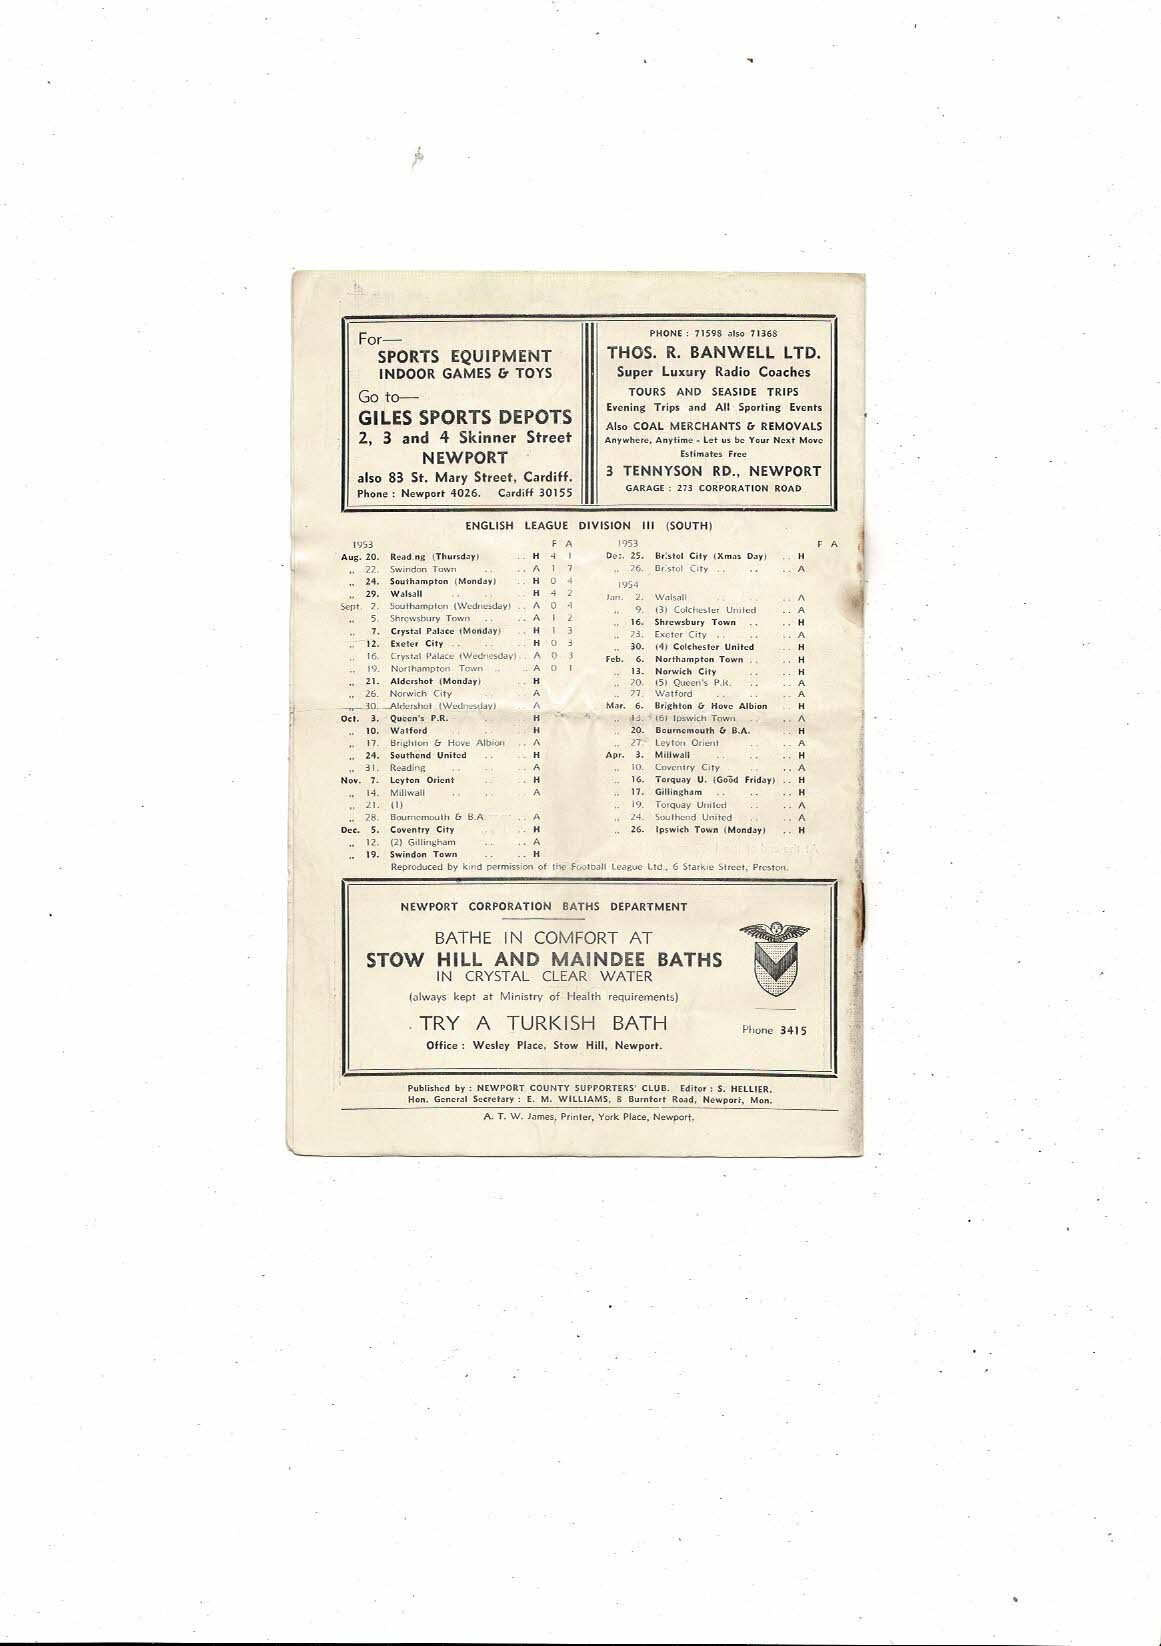 For—
SPORTS EQUIPMENT
INDOOR GAMES & TOYS
Go to—
GILES SPORTS DEPOTS
2, 3 and 4 Skinner Street
NEWPORT
also 83 St. Mary Street, Cardiff.
Phone : Newport 4026. Cardiff 30155
PHONE : 71598 also 71368
THOS. R. BANWELL LTD.
Super Luxury Radio Coaches
TOURS AND SEASIDE TRIPS
Evening Trips and All Sporting Events
Also COAL MERCHANTS & REMOVALS
Anywhere, Anytime - Let us be Your Next Move
Estimates Free
3 TENNYSON RD., NEWPORT
GARAGE : 273 CORPORATION ROAD
ENGLISH LEAGUE DIVISION III (SOUTH)
1953 F A
Aug. 20. Reading (Thursday) .. H 4 1
„ 22. Swindon Town .. .. A 1 7
„ 24. Southampton (Monday) .. H 0 4
„ 29. Walsall .. .. .. H 4 2
Sept. 2. Southampton (Wednesday) .. A 0 4
„ 5. Shrewsbury Town .. .. A 1 2
„ 7. Crystal Palace (Monday) .. H 1 3
„ 12. Exeter City .. .. .. H 0 3
„ 16. Crystal Palace (Wednesday) .. A 0 3
„ 19. Northampton Town .. .. A 0 1
„ 21. Aldershot (Monday) .. H
„ 26. Norwich City .. .. A
„ 30. Aldershot (Wednesday) A
Oct. 3. Queen's P.R. .. H
„ 10. Watford .. .. H
„ 17. Brighton & Hove Albion .. A
„ 24. Southend United .. .. H
„ 31. Reading .. .. .. A
Nov. 7. Leyton Orient .. .. H
„ 14. Millwall .. .. .. A
„ 21. (1)
„ 28. Bournemouth & B.A. .. A
Dec. 5. Coventry City .. .. H
„ 12. (2) Gillingham .. .. A
„ 19. Swindon Town .. .. H
1953 F A
Dec. 25. Bristol City (Xmas Day) .. H
„ 26. Bristol City .. .. .. A
1954
Jan. 2. Walsall .. .. .. A
„ 9. (3) Colchester United .. A
„ 16. Shrewsbury Town .. .. H
„ 23. Exeter City .. .. .. A
„ 30. (4) Colchester United .. H
Feb. 6. Northampton Town .. .. H
„ 13. Norwich City .. .. H
„ 20. (5) Queen's P.R. .. .. A
„ 27. Watford .. .. .. A
Mar. 6. Brighton & Hove Albion .. H
„ 13. (6) Ipswich Town .. .. A
„ 20. Bournemouth & B.A. .. H
„ 27. Leyton Orient .. .. A
Apr. 3. Millwall .. .. .. H
„ 10. Coventry City .. .. A
„ 16. Torquay U. (Good Friday) .. H
„ 17. Gillingham .. .. .. H
„ 19. Torquay United .. .. A
„ 24. Southend United .. .. A
„ 26. Ipswich Town (Monday) .. H
Reproduced by kind permission of the Football League Ltd., 6 Starkie Street, Preston.
NEWPORT CORPORATION BATHS DEPARTMENT
BATHE IN COMFORT AT
STOW HILL AND MAINDEE BATHS
IN CRYSTAL CLEAR WATER
(always kept at Ministry of Health requirements)
TRY A TURKISH BATH
Office : Wesley Place, Stow Hill, Newport.
Phone 3415
Published by : NEWPORT COUNTY SUPPORTERS' CLUB. Editor : S. HELLIER.
Hon. General Secretary : E. M. WILLIAMS, 8 Burnfort Road, Newport, Mon.
A. T. W. James, Printer, York Place, Newport.